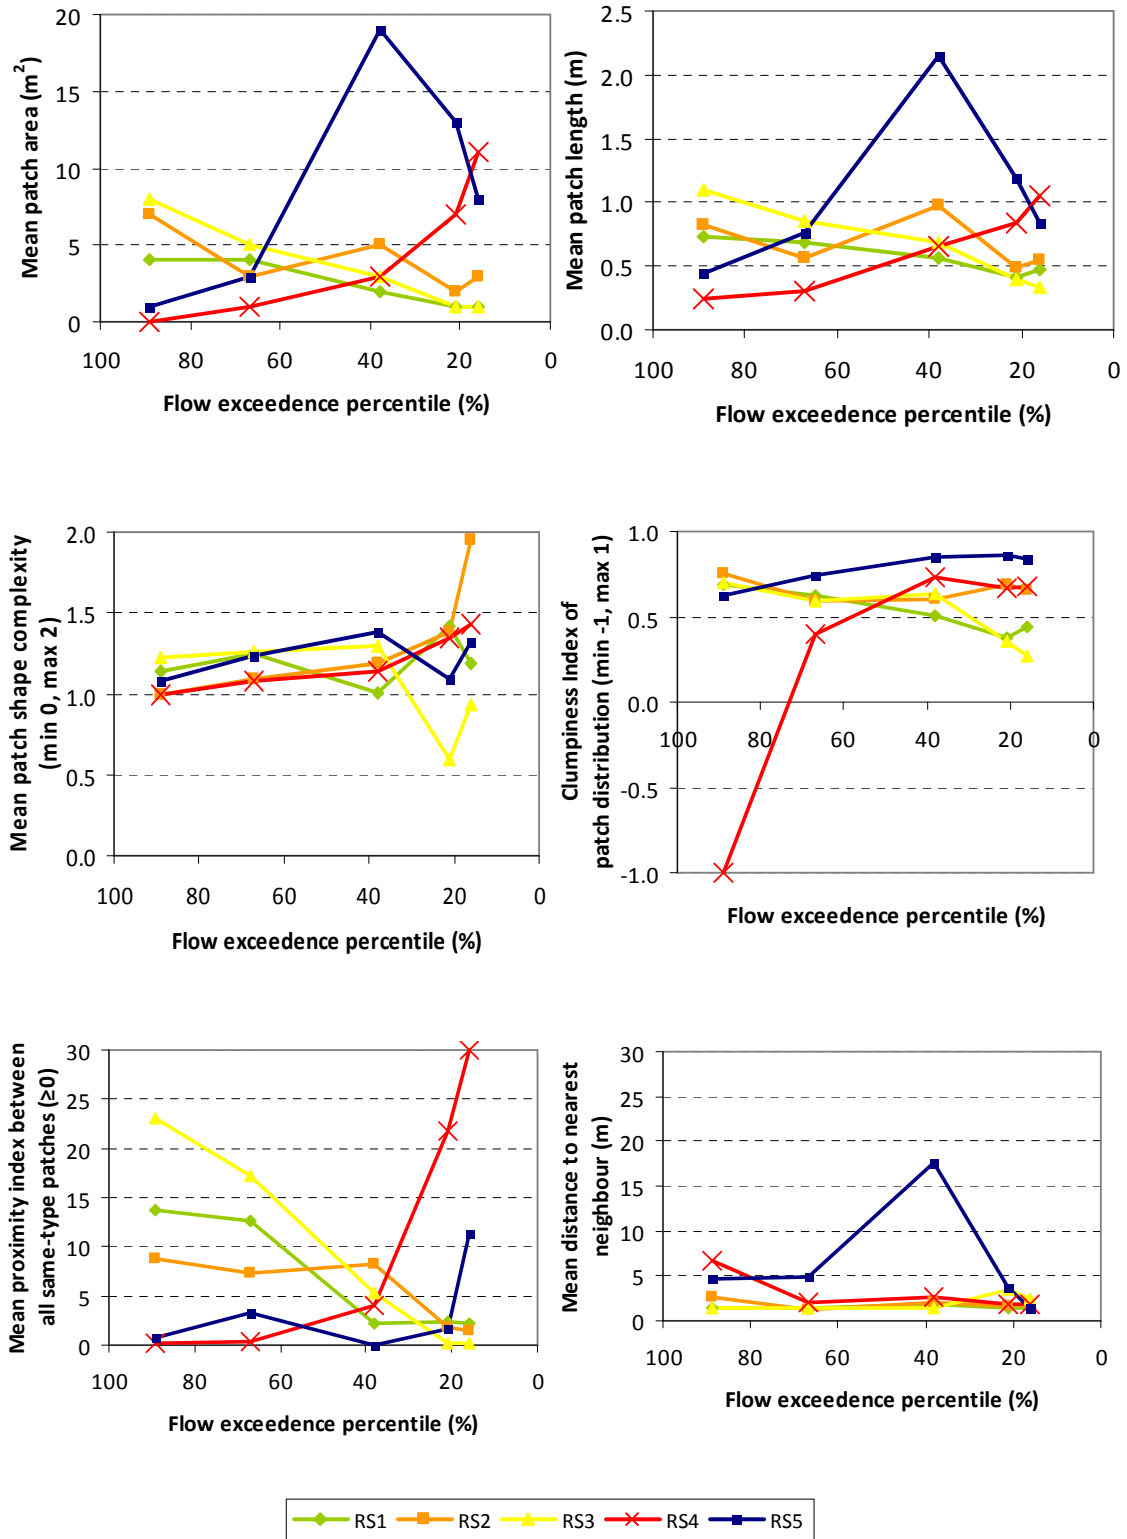 Mean patch area (m²)
20
15
10
5
0
100 80 60 40 20 0
Flow exceedence percentile (%)
Mean patch length (m)
2.5
2.0
1.5
1.0
0.5
0.0
100 80 60 40 20 0
Flow exceedence percentile (%)
Mean patch shape complexity
(min 0, max 2)
2.0
1.5
1.0
0.5
0.0
100 80 60 40 20 0
Flow exceedence percentile (%)
Clumpiness Index of
patch distribution (min -1, max 1)
1.0
0.5
0.0
100 80 60 40 20 0
-0.5
-1.0
Flow exceedence percentile (%)
Mean proximity index between
all same-type patches (≥0)
30
25
20
15
10
5
0
100 80 60 40 20 0
Flow exceedence percentile (%)
Mean distance to nearest
neighbour (m)
30
25
20
15
10
5
0
100 80 60 40 20 0
Flow exceedence percentile (%)
RS1 RS2 RS3 RS4 RS5